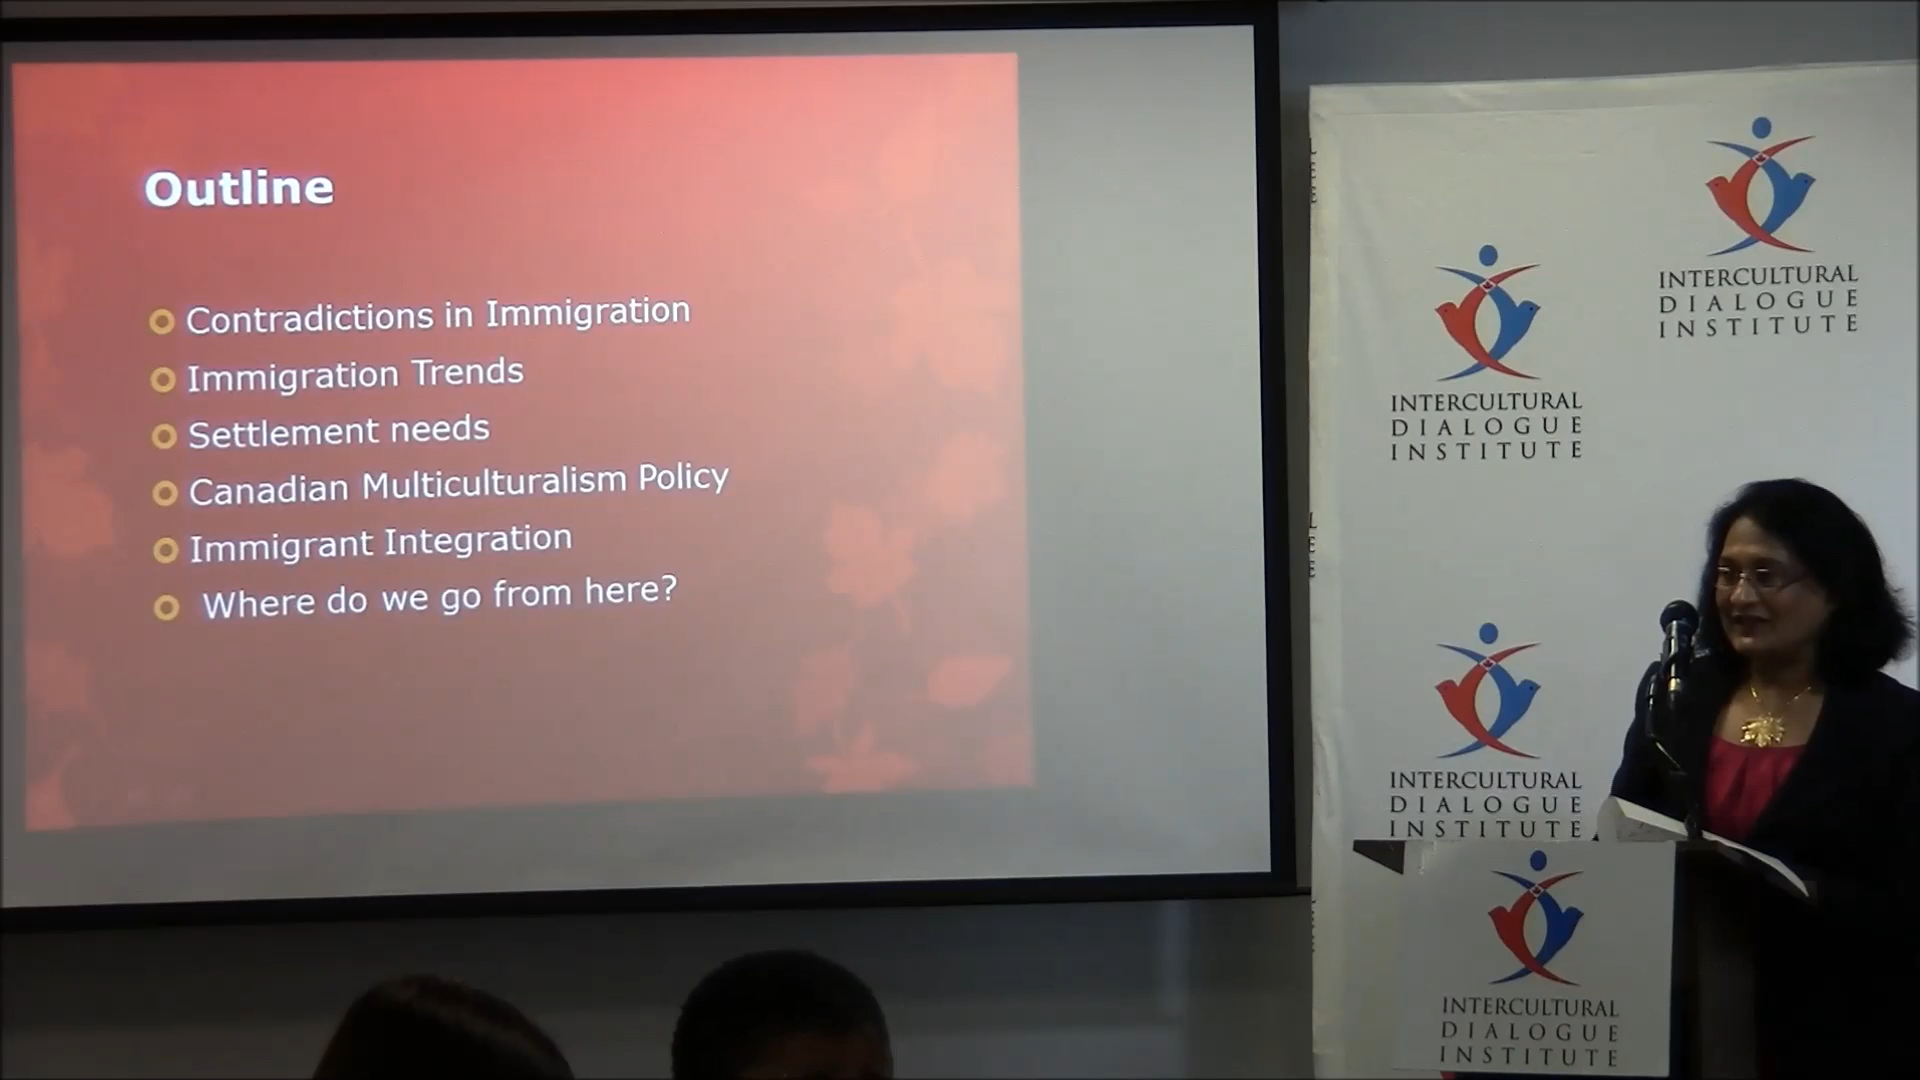 Outline
Contradictions in Immigration
Immigration Trends
Settlement needs
Canadian Multiculturalism Policy
Immigrant Integration
Where do we go from here?
INTERCULTURAL
DIALOGUE
INSTITUTE
INTERCULTURAL
DIALOGUE
INSTITUTE
INTERCULTURAL
DIALOGUE
INSTITUTE
INTERCULTURAL
DIALOGUE
INSTITUTE